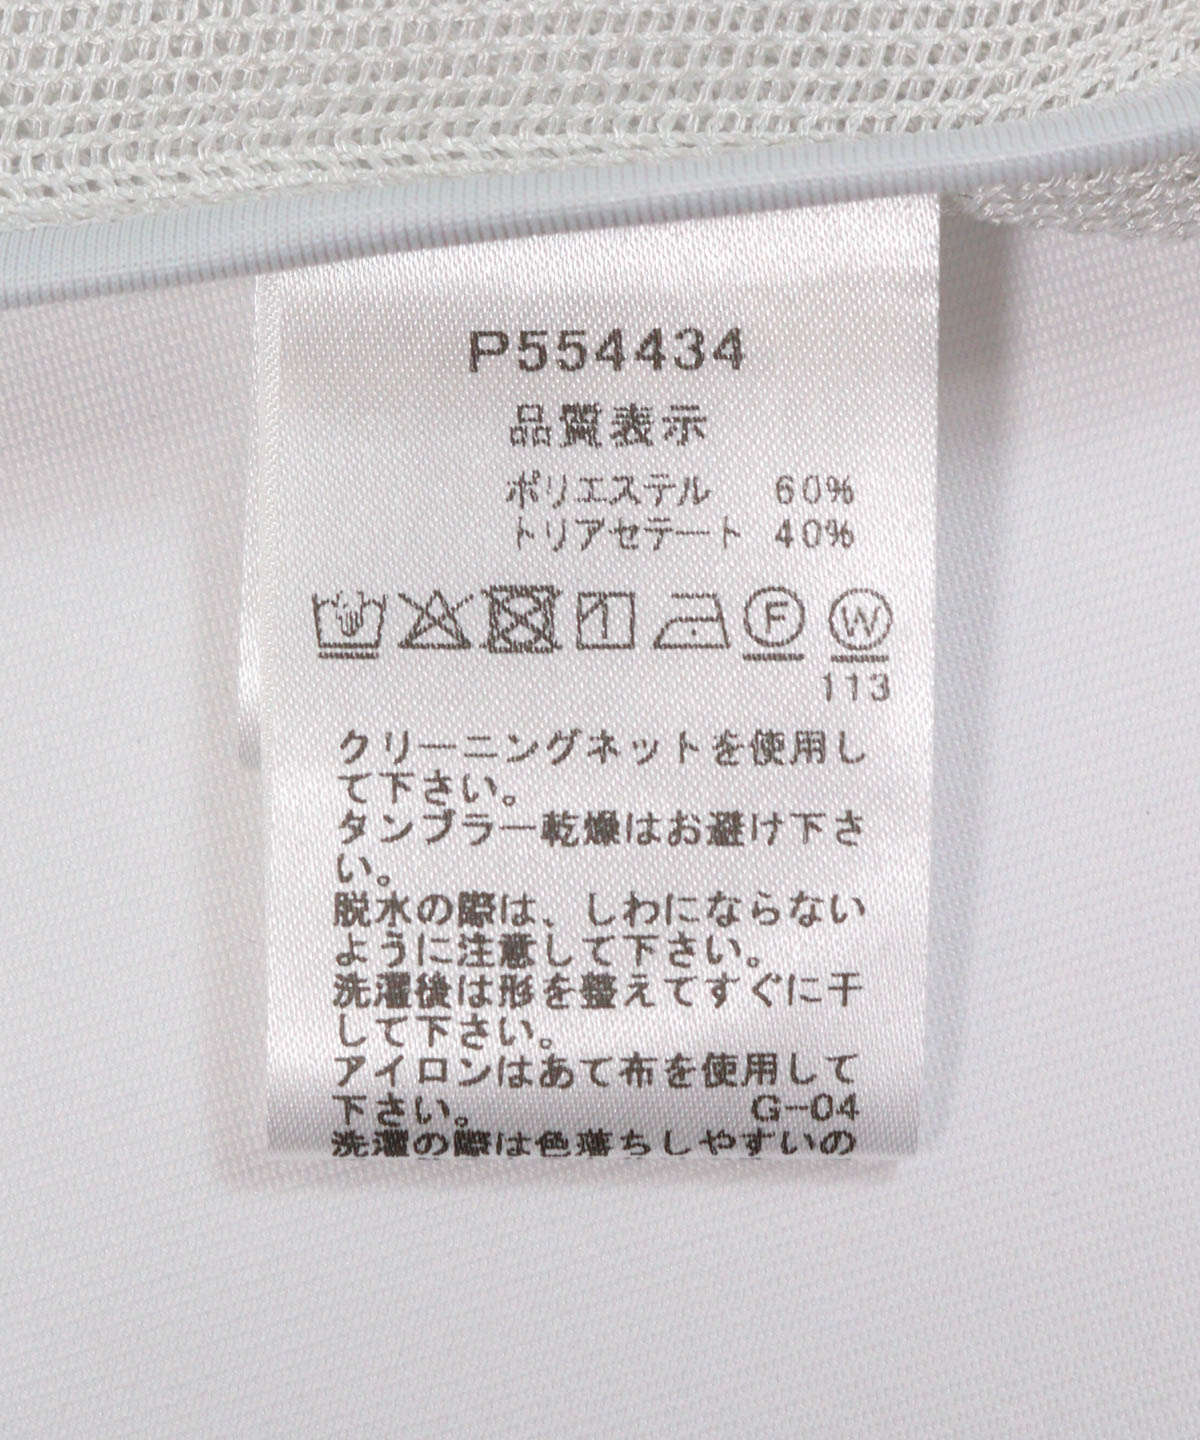 P554434
品質表示
ポリエステル 60%
トリアセテート 40%
F W
113
クリーニングネットを使用し
て下さい。
タンブラー乾燥はお避け下さ
い。
脱水の際は、しわにならない
ように注意して下さい。
洗濯後は形を整えてすぐに干
して下さい。
アイロンはあて布を使用して
下さい。 G-04
洗濯の際は色落ちしやすいの